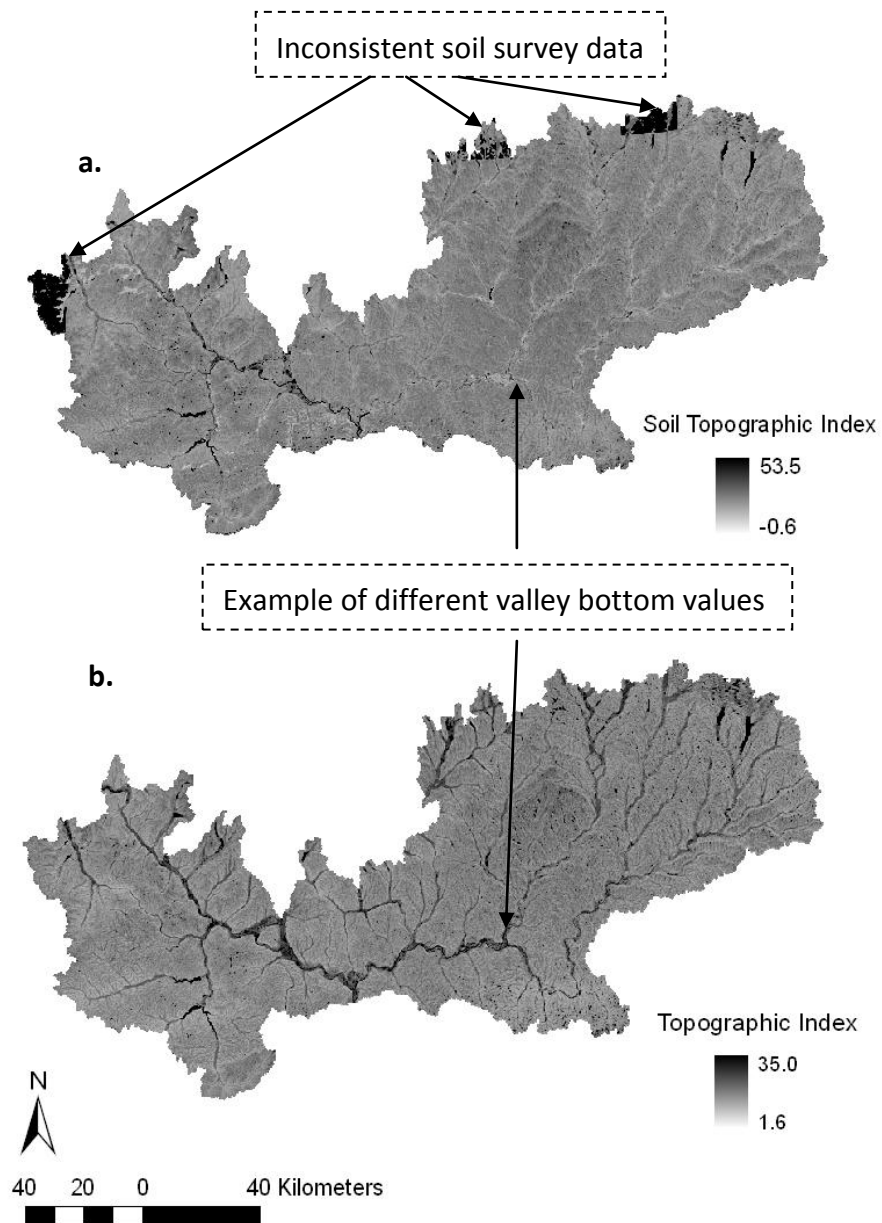 Inconsistent soil survey data
a.
Soil Topographic Index
53.5
-0.6
Example of different valley bottom values
b.
Topographic Index
35.0
1.6
N
40 20 0 40 Kilometers